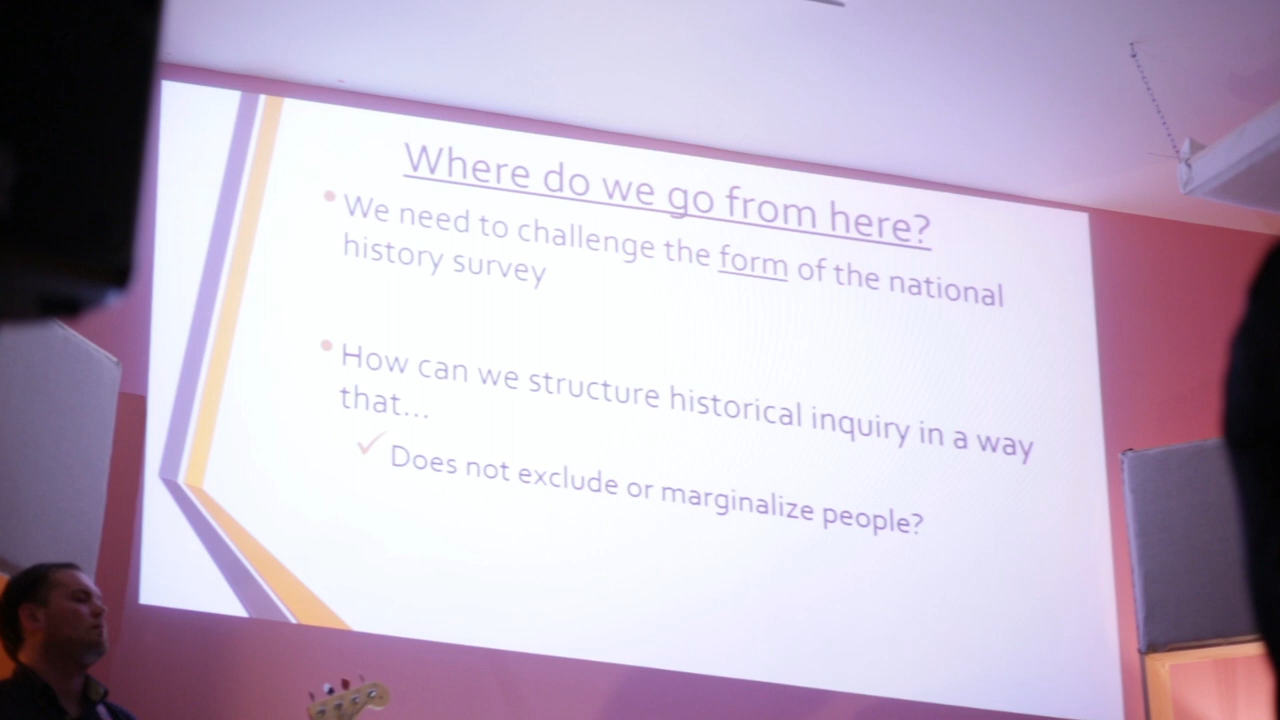 Where do we go from here?
• We need to challenge the form of the national
history survey
• How can we structure historical inquiry in a way
that...
✓ Does not exclude or marginalize people?